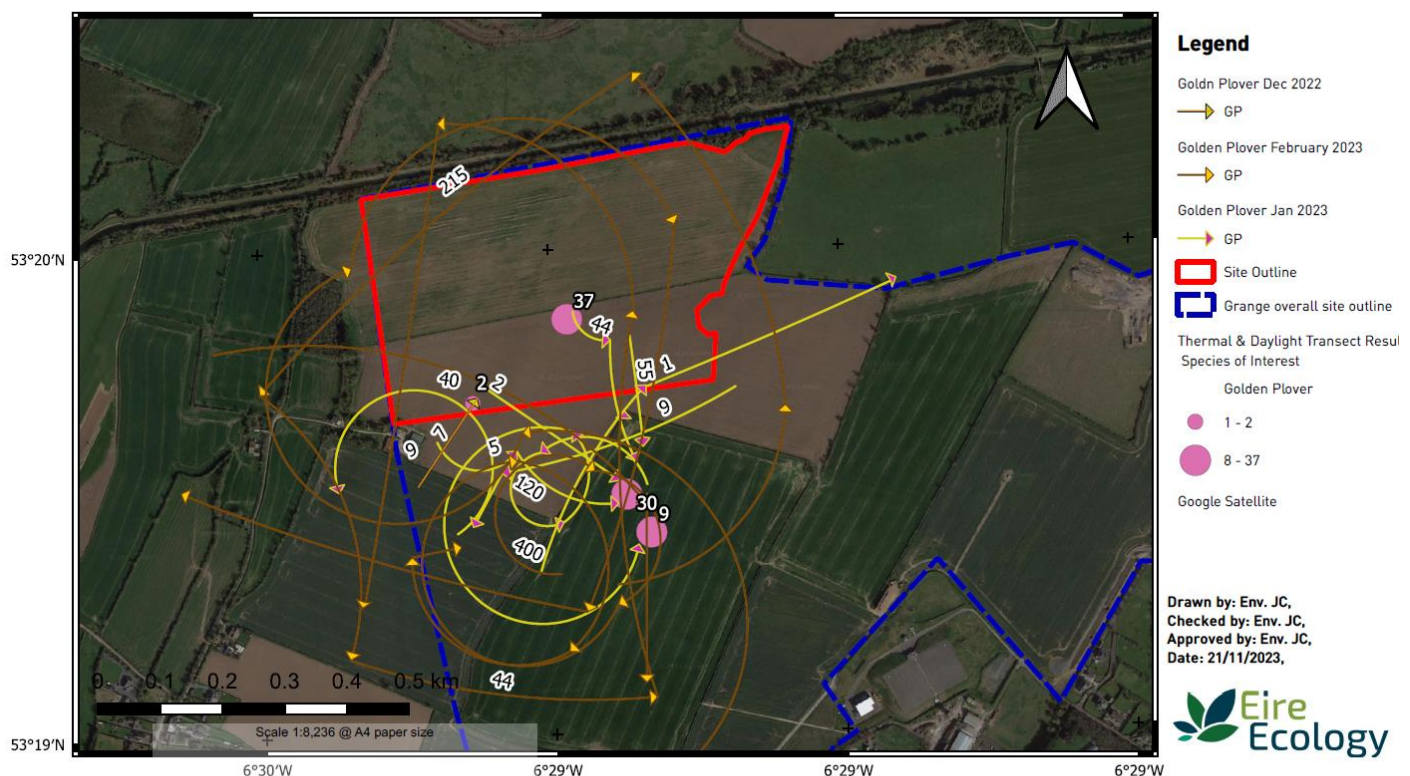 Legend
Goldn Plover Dec 2022
GP
Golden Plover February 2023
GP
Golden Plover Jan 2023
GP
Site Outline
Grange overall site outline
Thermal & Daylight Transect Resul
Species of Interest
Golden Plover
1 - 2
8 - 37
Google Satellite
Drawn by: Env. JC,
Checked by: Env. JC,
Approved by: Env. JC,
Date: 21/11/2023,
Eire
Ecology
215
53°20'
37
44
55
1
40
2
2
9
9
7
5
120
30
9
400
44
0 0.1 0.2 0.3 0.4 0.5 km
Scale 1:8,236 @ A4 paper size
53°19'N
6°30'W 6°29'W 6°29'W 6°29'W